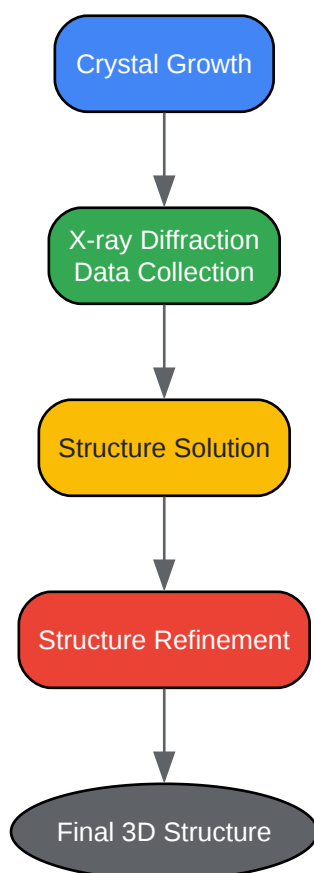 Crystal Growth
X-ray Diffraction
Data Collection
Structure Solution
Structure Refinement
Final 3D Structure